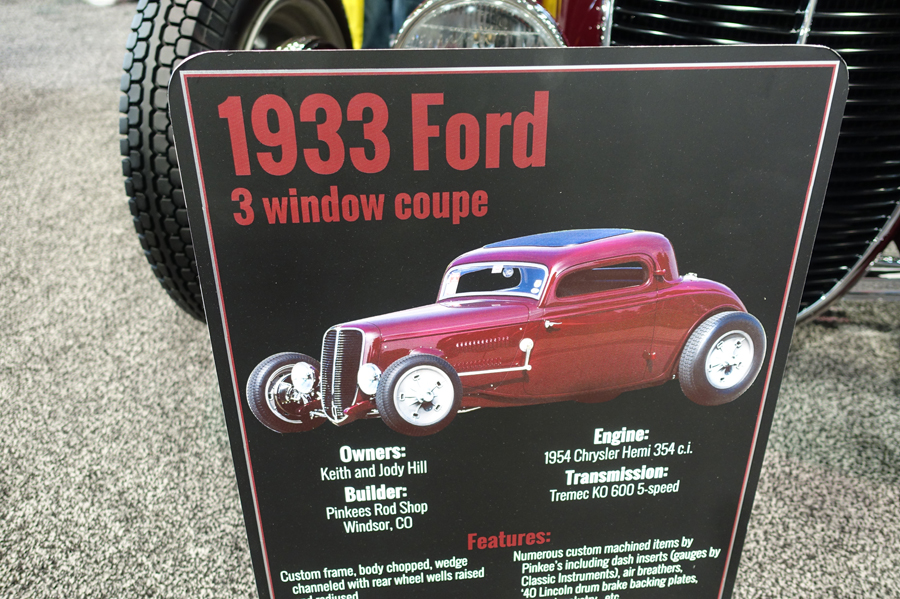 1933 Ford
3 window coupe
Owners:
Keith and Jody Hill
Builder:
Pinkees Rod Shop
Windsor, CO
Engine:
1954 Chrysler Hemi 354 c.i.
Transmission:
Tremec KO 600 5-speed
Features:
Custom frame, body chopped, wedge
channeled with rear wheel wells raised
Numerous custom machined items by
Pinkee's including dash inserts (gauges by
Classic Instruments), air breathers,
'40 Lincoln drum brake backing plates,
etc